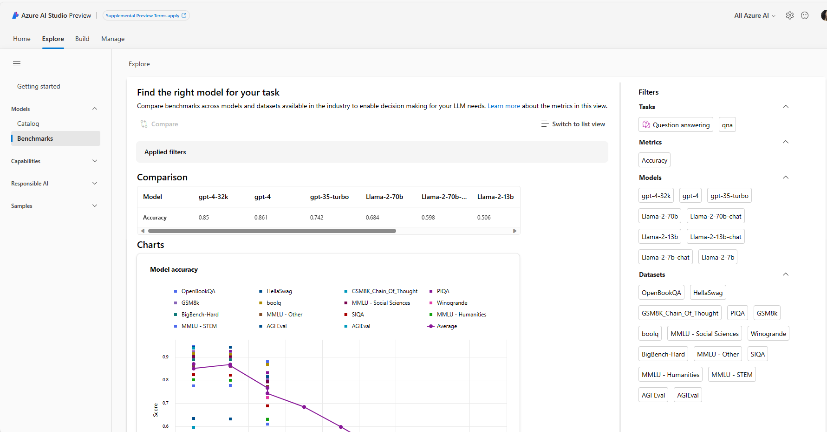 Azure AI Studio Preview
Supplemental Preview Terms apply
All Azure AI
Home Explore Build Manage
Getting started
Models
Catalog
Benchmarks
Capabilities
Responsible AI
Samples
Explore
Find the right model for your task
Compare benchmarks across models and datasets available in the industry to enable decision making for your LLM needs. Learn more about the metrics in this view.
Compare
Switch to list view
Applied filters
Comparison
Model gpt-4-32k gpt-4 gpt-35-turbo Llama-2-70b Llama-2-70b-... Llama-2-13b
Accuracy 0.85 0.861 0.742 0.684 0.598 0.506
Charts
Model accuracy
OpenBookQA HellaSwag GSM8K_Chain_Of_Thought PIQA
GSM8k boolq MMLU - Social Sciences Winogrande
BigBench-Hard MMLU - Other SIQA MMLU - Humanities
MMLU - STEM AGIEval AGIEval Average
0.9
0.8
0.7
0.6
Score
Filters
Tasks
Question answering qna
Metrics
Accuracy
Models
gpt-4-32k gpt-4 gpt-35-turbo
Llama-2-70b Llama-2-70b-chat
Llama-2-13b Llama-2-13b-chat
Llama-2-7b-chat Llama-2-7b
Datasets
OpenBookQA HellaSwag
GSM8K_Chain_Of_Thought PIQA GSM8k
boolq MMLU - Social Sciences Winogrande
BigBench-Hard MMLU - Other SIQA
MMLU - Humanities MMLU - STEM
AGIEval AGIEval